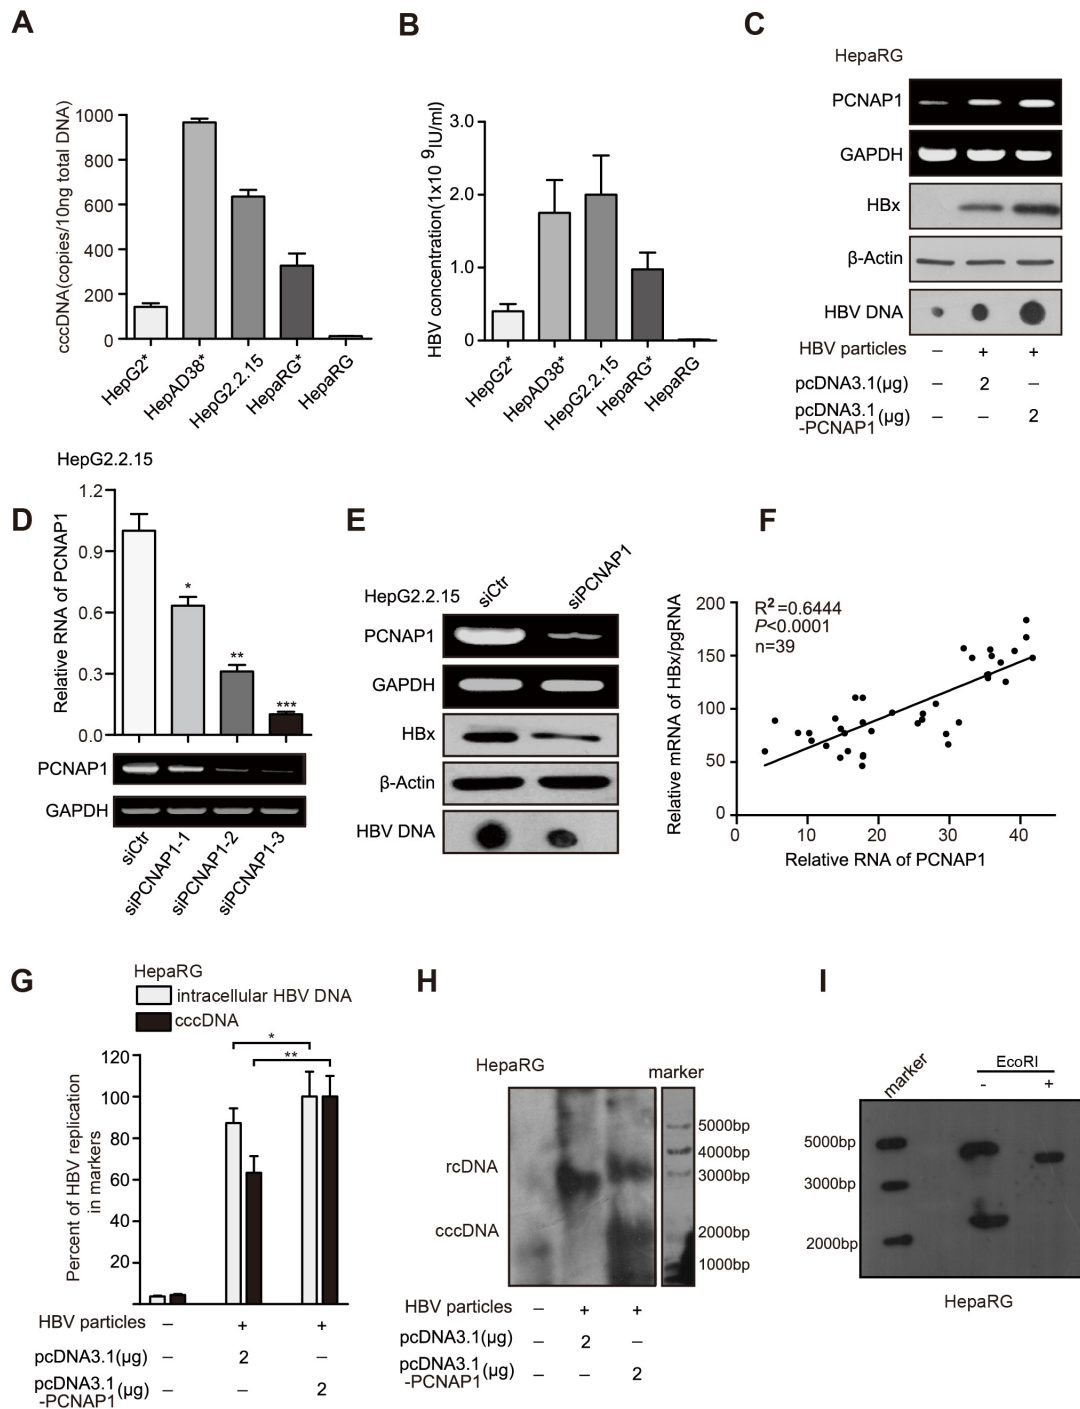 A
cccDNA(copies/10ng total DNA)
1000
800
600
400
200
0
HepG2*
HepAD38*
HepG2.2.15
HepaRG*
HepaRG
B
HBV concentration(1x10 9IU/ml)
3.0
2.0
1.0
0
HepG2*
HepAD38*
HepG2.2.15
HepaRG*
HepaRG
C
HepaRG
PCNAP1
GAPDH
HBx
β-Actin
HBV DNA
HBV particles – + +
pcDNA3.1(μg) – 2 –
pcDNA3.1
-PCNAP1 (μg) – – 2
D
HepG2.2.15
Relative RNA of PCNAP1
1.2
0.9
0.6
0.3
0.0
*
**
***
PCNAP1
GAPDH
siCtr
siPCNAP1-1
siPCNAP1-2
siPCNAP1-3
E
HepG2.2.15
siCtr
siPCNAP1
PCNAP1
GAPDH
HBx
β-Actin
HBV DNA
F
Relative mRNA of HBx/pgRNA
200
150
100
50
0
R2=0.6444
P<0.0001
n=39
0 10 20 30 40
Relative RNA of PCNAP1
G
HepaRG
intracellular HBV DNA
cccDNA
Percent of HBV replication
in markers
120
100
80
60
40
20
*
**
HBV particles – + +
pcDNA3.1(μg) – 2 –
pcDNA3.1
-PCNAP1 (μg) – – 2
H
HepaRG
marker
rcDNA
cccDNA
5000bp
4000bp
3000bp
2000bp
1000bp
HBV particles – + +
pcDNA3.1(μg) – 2 –
pcDNA3.1
-PCNAP1 (μg) – – 2
I
marker
EcoRI
- +
5000bp
3000bp
2000bp
HepaRG